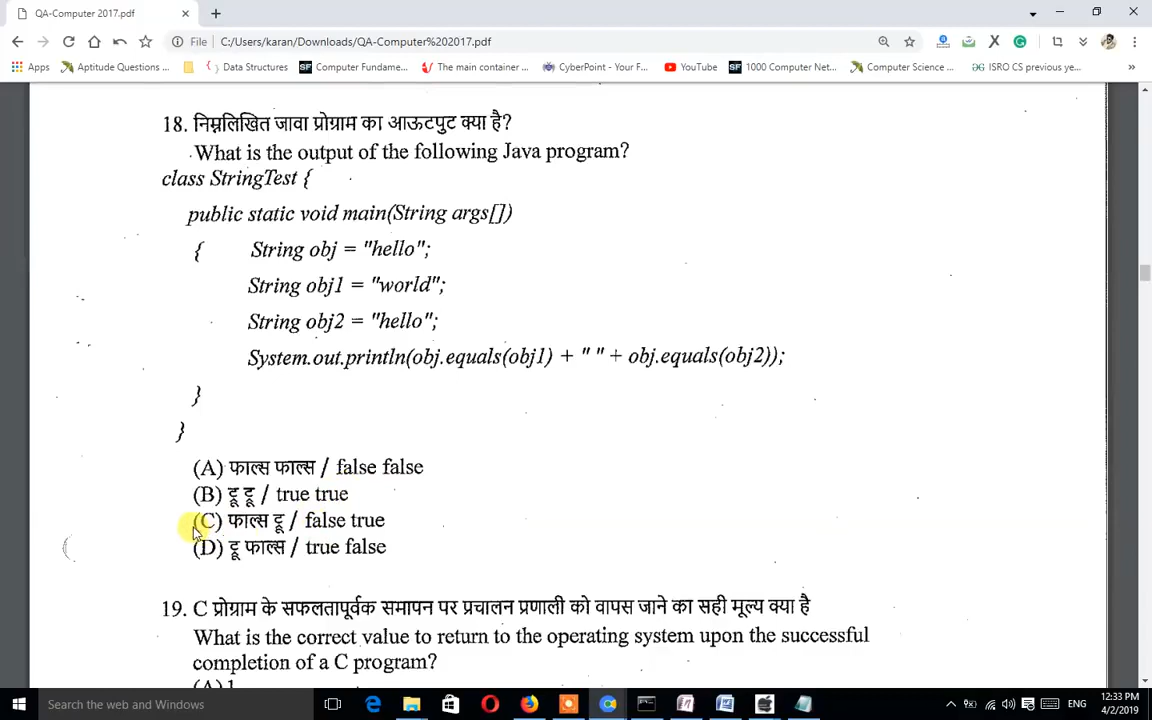 QA-Computer 2017.pdf
File C:/Users/karan/Downloads/QA-Computer%202017.pdf
Apps Aptitude Questions ... Data Structures Computer Fundame... The main container ... CyberPoint - Your F... YouTube 1000 Computer Net... Computer Science ... ISRO CS previous ye...
18. निम्नलिखित जावा प्रोग्राम का आऊटपुट क्या है?
What is the output of the following Java program?
class StringTest {
public static void main(String args[])
{ String obj = "hello";
String obj1 = "world";
String obj2 = "hello";
System.out.println(obj.equals(obj1) + " " + obj.equals(obj2));
}
}
(A) फाल्स फाल्स / false false
(B) टू टू / true true
(C) फाल्स टू / false true
(D) टू फाल्स / true false
19. C प्रोग्राम के सफलतापूर्वक समापन पर प्रचालन प्रणाली को वापस जाने का सही मूल्य क्या है
What is the correct value to return to the operating system upon the successful
completion of a C program?
(A) 1
Search the web and Windows
ENG
12:33 PM
4/2/2019